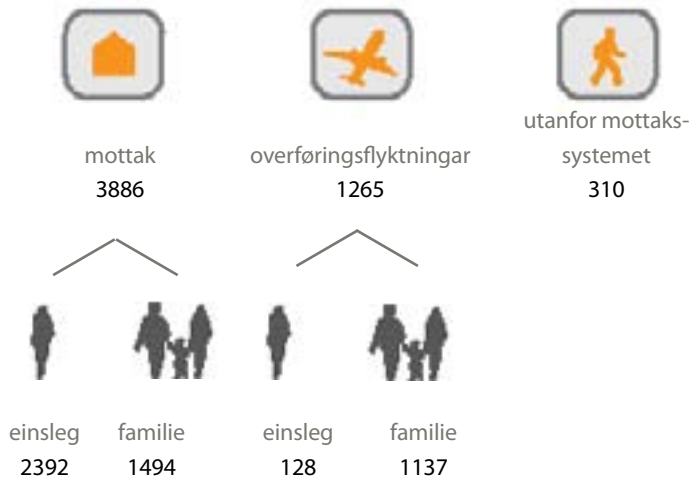 mottak
3886
overføringsflyktningar
1265
utanfor mottaks-
systemet
310
einsleg
2392
familie
1494
einsleg
128
familie
1137